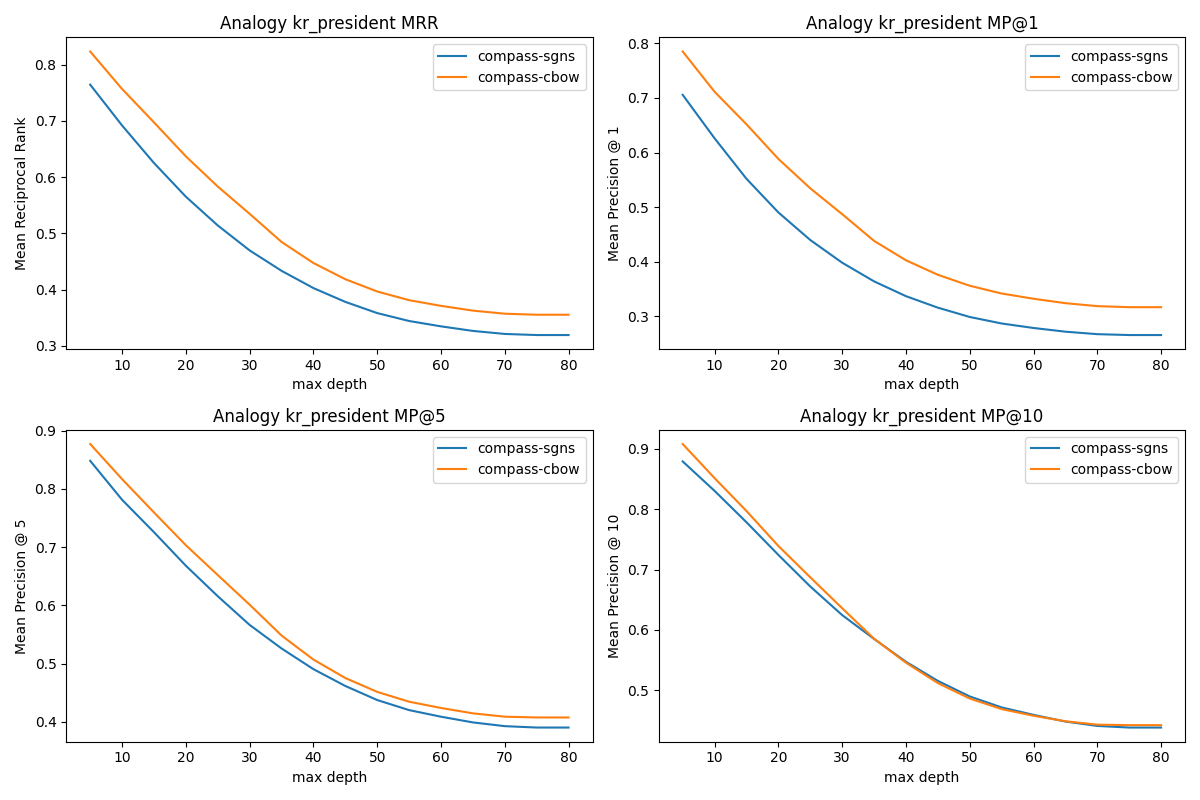 Analogy kr_president MRR
Mean Reciprocal Rank
0.8
0.7
0.6
0.5
0.4
0.3
compass-sgns
compass-cbow
10 20 30 40 50 60 70 80
max depth
Analogy kr_president MP@1
Mean Precision @ 1
0.8
0.7
0.6
0.5
0.4
0.3
compass-sgns
compass-cbow
10 20 30 40 50 60 70 80
max depth
Analogy kr_president MP@5
Mean Precision @ 5
0.9
0.8
0.7
0.6
0.5
0.4
compass-sgns
compass-cbow
10 20 30 40 50 60 70 80
max depth
Analogy kr_president MP@10
Mean Precision @ 10
0.9
0.8
0.7
0.6
0.5
compass-sgns
compass-cbow
10 20 30 40 50 60 70 80
max depth